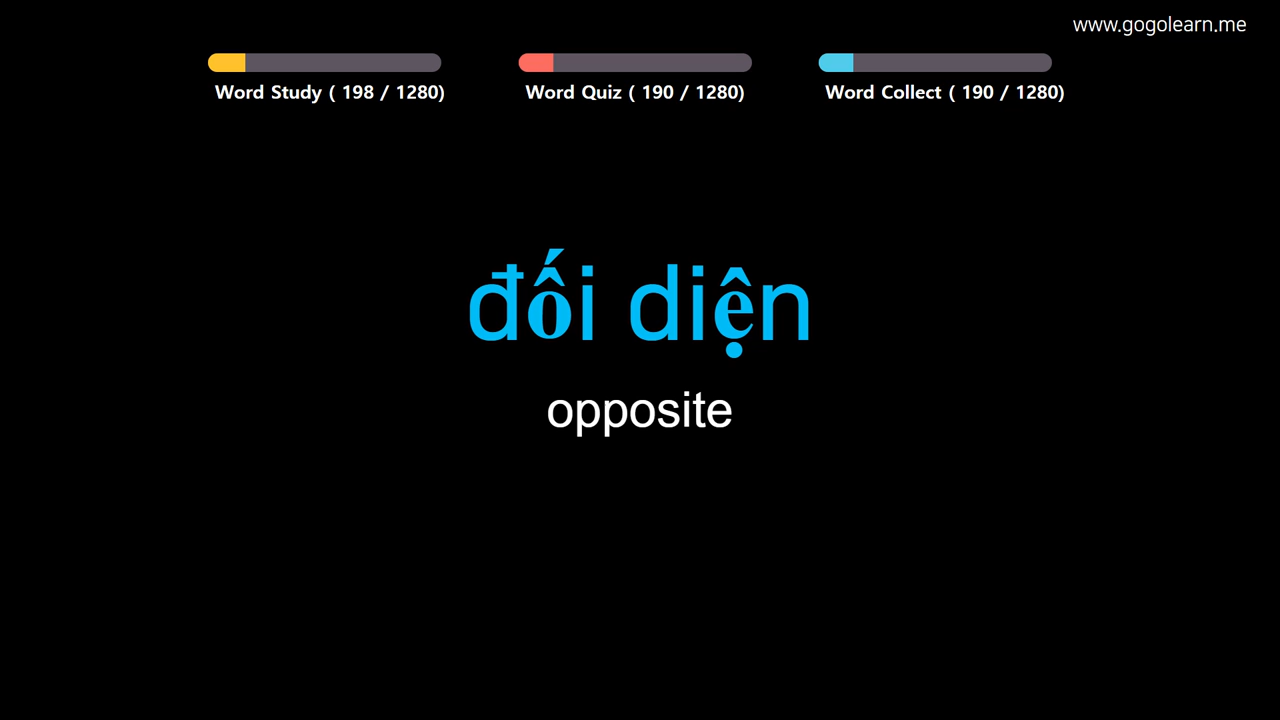 www.gogolearn.me
Word Study ( 198 / 1280)
Word Quiz ( 190 / 1280)
Word Collect ( 190 / 1280)
đối diện
opposite